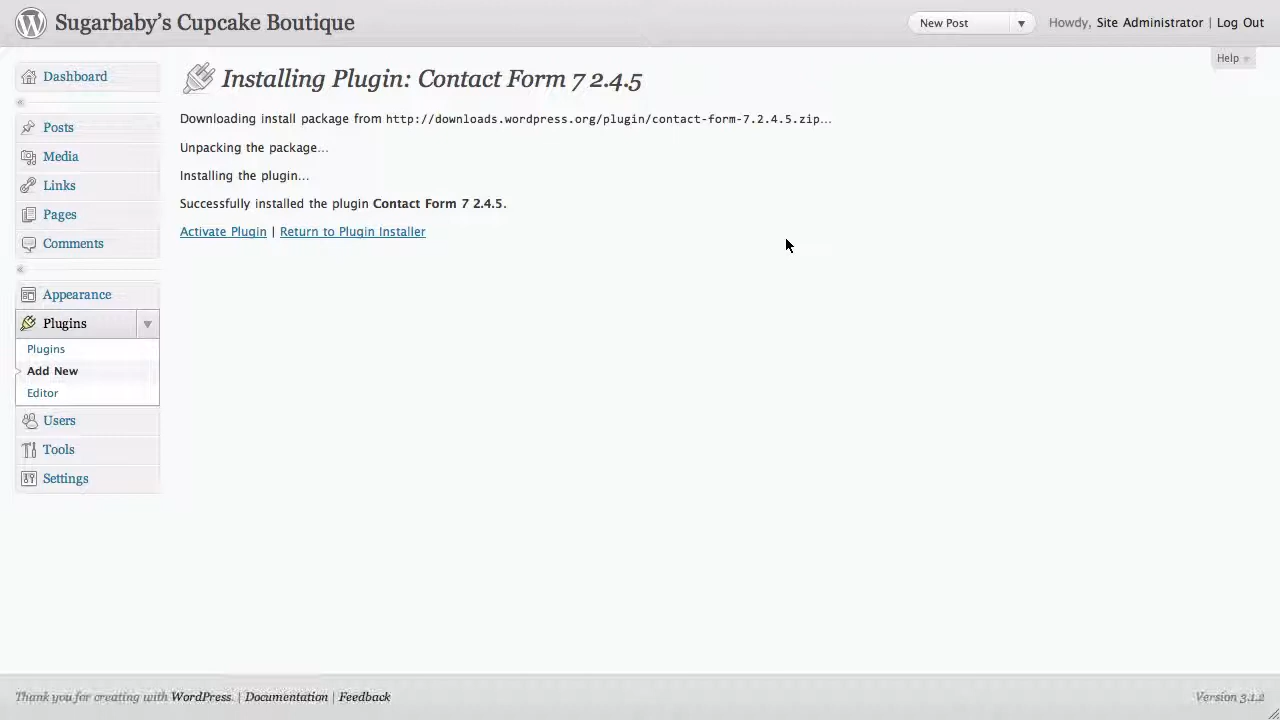 Sugarbaby's Cupcake Boutique
New Post
Howdy, Site Administrator | Log Out
Help
Dashboard
Posts
Media
Links
Pages
Comments
Appearance
Plugins
Plugins
Add New
Editor
Users
Tools
Settings
Installing Plugin: Contact Form 7 2.4.5
Downloading install package from http://downloads.wordpress.org/plugin/contact-form-7.2.4.5.zip…
Unpacking the package…
Installing the plugin…
Successfully installed the plugin Contact Form 7 2.4.5.
Activate Plugin | Return to Plugin Installer
Thank you for creating with WordPress. | Documentation | Feedback
Version 3.1.2